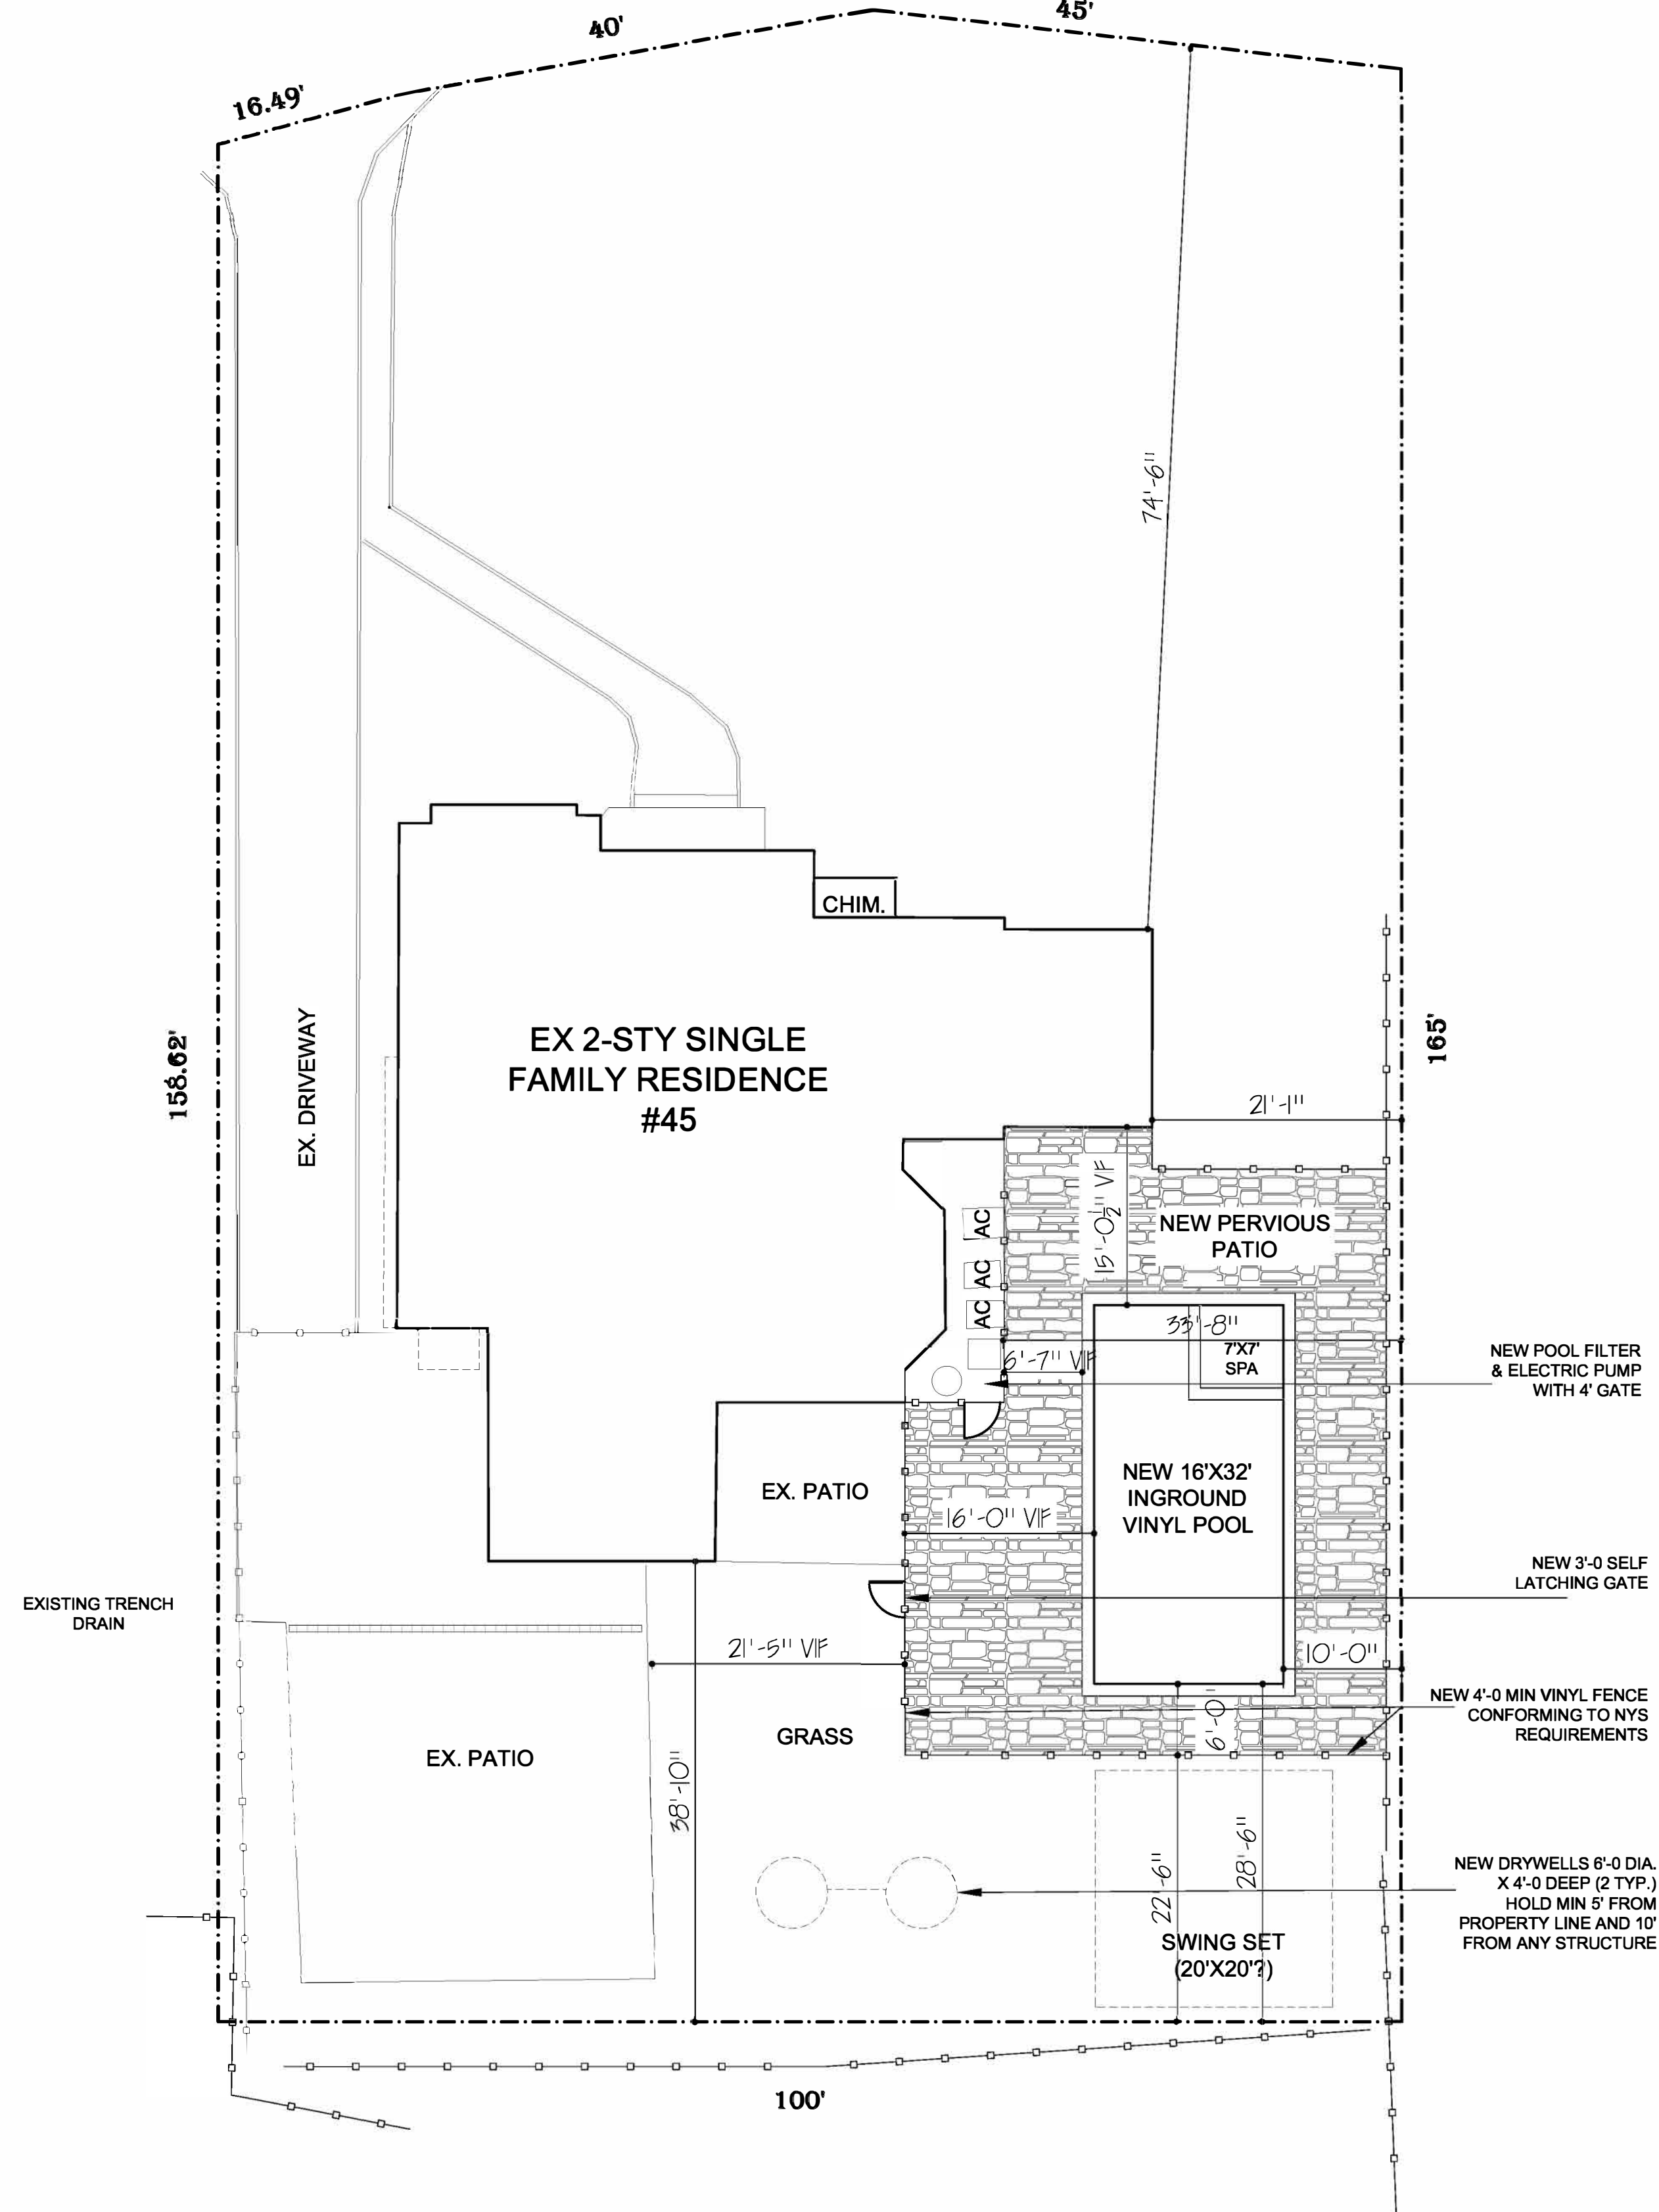 45'
40'
16.49'
74'-6"
CHIM.
EX 2-STY SINGLE
FAMILY RESIDENCE
#45
158.62'
EX. DRIVEWAY
165'
21'-1"
15'-0½" VIF
NEW PERVIOUS
PATIO
AC
AC
AC
33'-8"
6'-7" VIF
7'X7'
SPA
NEW POOL FILTER
& ELECTRIC PUMP
WITH 4' GATE
EX. PATIO
16'-0" VIF
NEW 16'X32'
INGROUND
VINYL POOL
NEW 3'-0 SELF
LATCHING GATE
EXISTING TRENCH
DRAIN
21'-5" VIF
10'-0"
GRASS
6'-0
NEW 4'-0 MIN VINYL FENCE
CONFORMING TO NYS
REQUIREMENTS
EX. PATIO
38'-10"
22'-6"
28'-6"
NEW DRYWELLS 6'-0 DIA.
X 4'-0 DEEP (2 TYP.)
HOLD MIN 5' FROM
PROPERTY LINE AND 10'
FROM ANY STRUCTURE
SWING SET
(20'X20'?)
100'